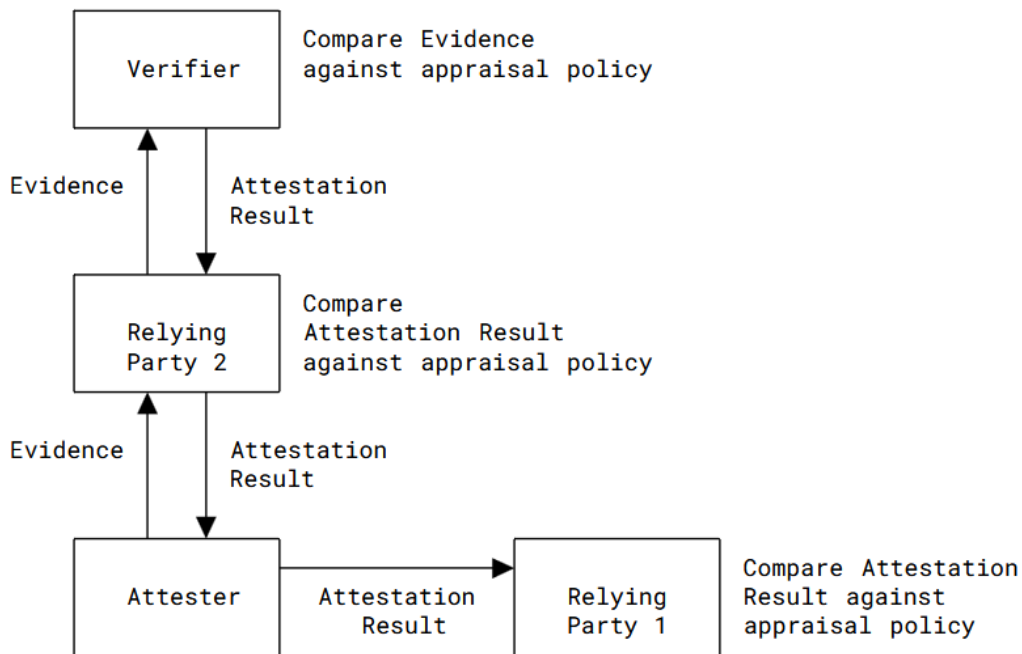 Verifier
Compare Evidence
against appraisal policy
Evidence
Attestation
Result
Relying
Party 2
Compare
Attestation Result
against appraisal policy
Evidence
Attestation
Result
Attester
Attestation
Result
Relying
Party 1
Compare Attestation
Result against
appraisal policy